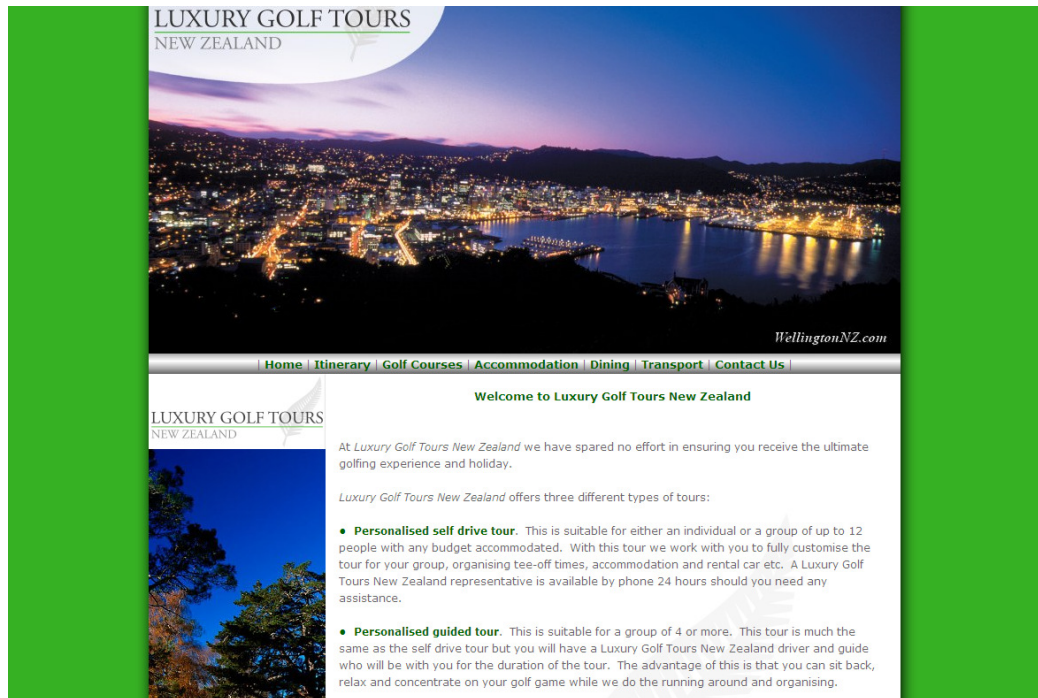 LUXURY GOLF TOURS
NEW ZEALAND
WellingtonNZ.com
| Home | Itinerary | Golf Courses | Accommodation | Dining | Transport | Contact Us |
LUXURY GOLF TOURS
NEW ZEALAND
Welcome to Luxury Golf Tours New Zealand
At Luxury Golf Tours New Zealand we have spared no effort in ensuring you receive the ultimate
golfing experience and holiday.
Luxury Golf Tours New Zealand offers three different types of tours:
● Personalised self drive tour. This is suitable for either an individual or a group of up to 12
people with any budget accommodated. With this tour we work with you to fully customise the
tour for your group, organising tee-off times, accommodation and rental car etc. A Luxury Golf
Tours New Zealand representative is available by phone 24 hours should you need any
assistance.
● Personalised guided tour. This is suitable for a group of 4 or more. This tour is much the
same as the self drive tour but you will have a Luxury Golf Tours New Zealand driver and guide
who will be with you for the duration of the tour. The advantage of this is that you can sit back,
relax and concentrate on your golf game while we do the running around and organising.